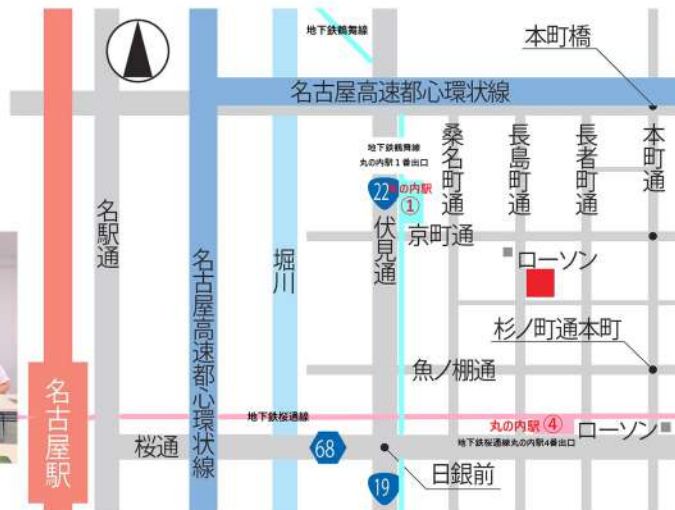 地下鉄鶴舞線
本町橋
名古屋高速都心環状線
地下鉄鶴舞線
丸の内駅1番出口
桑名町通
長島町通
長者町通
本町通
22
丸の内駅
①
名駅通
伏見通
京町通
名古屋高速都心環状線
堀川
ローソン
杉ノ町通本町
魚ノ棚通
名古屋駅
地下鉄桜通線
丸の内駅④
ローソン
地下鉄桜通線丸の内駅4番出口
桜通
68
日銀前
19